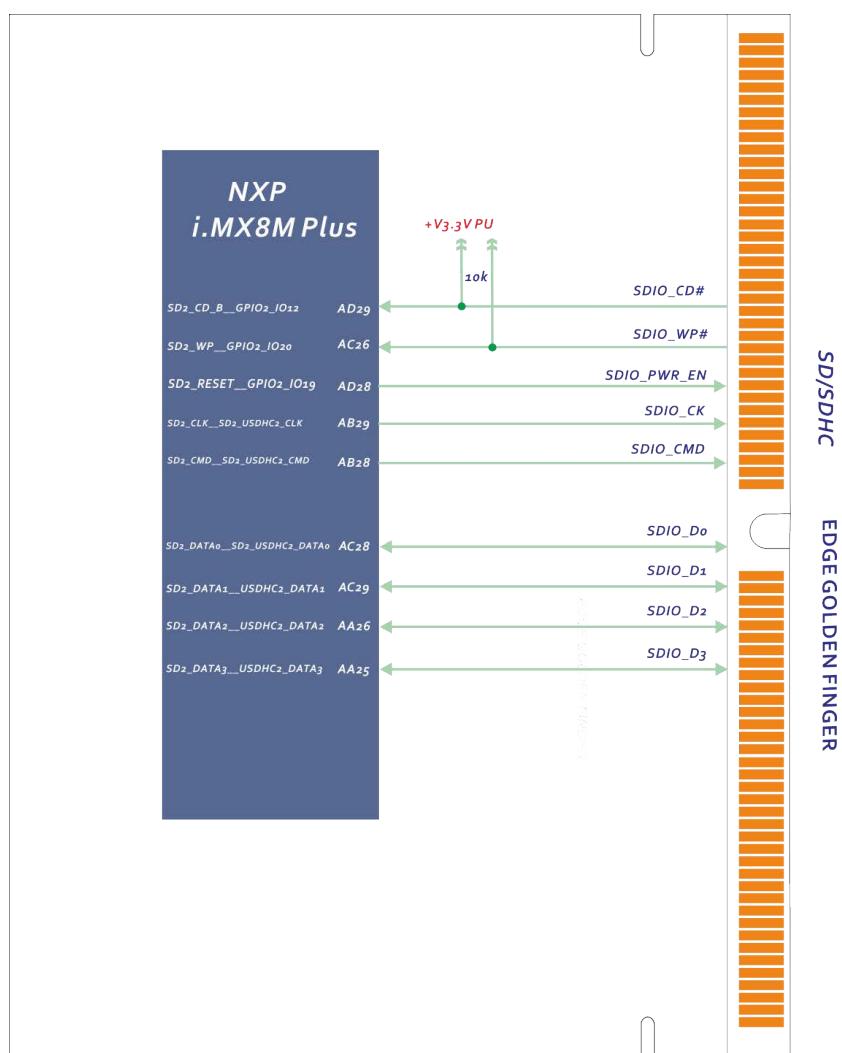 NXP
i.MX8M Plus
+V3.3V PU
10k
SD2_CD_B__GPIO2_IO12 AD29 SDIO_CD#
SD2_WP__GPIO2_IO20 AC26 SDIO_WP#
SD2_RESET__GPIO2_IO19 AD28 SDIO_PWR_EN
SD2_CLK__SD2_USDHC2_CLK AB29 SDIO_CK
SD2_CMD__SD2_USDHC2_CMD AB28 SDIO_CMD
SD2_DATA0__SD2_USDHC2_DATA0 AC28 SDIO_D0
SD2_DATA1__USDHC2_DATA1 AC29 SDIO_D1
SD2_DATA2__USDHC2_DATA2 AA26 SDIO_D2
SD2_DATA3__USDHC2_DATA3 AA25 SDIO_D3
SD/SDHC
EDGE GOLDEN FINGER